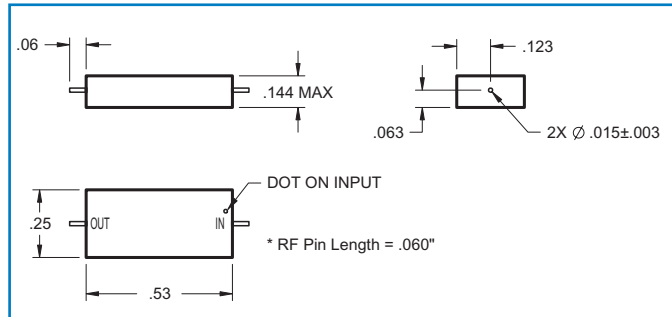 .06
.144 MAX
.123
.063
2X Ø .015±.003
DOT ON INPUT
.25
OUT
IN
* RF Pin Length = .060"
.53